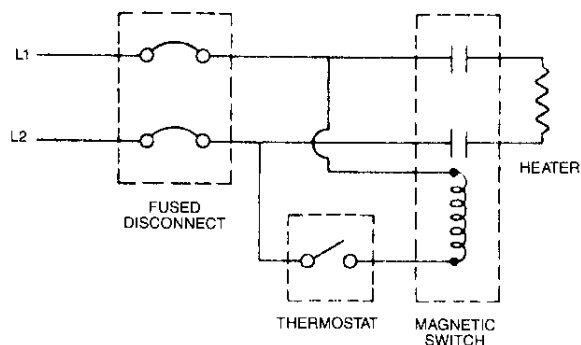 L1
L2
FUSED
DISCONNECT
HEATER
THERMOSTAT
MAGNETIC
SWITCH